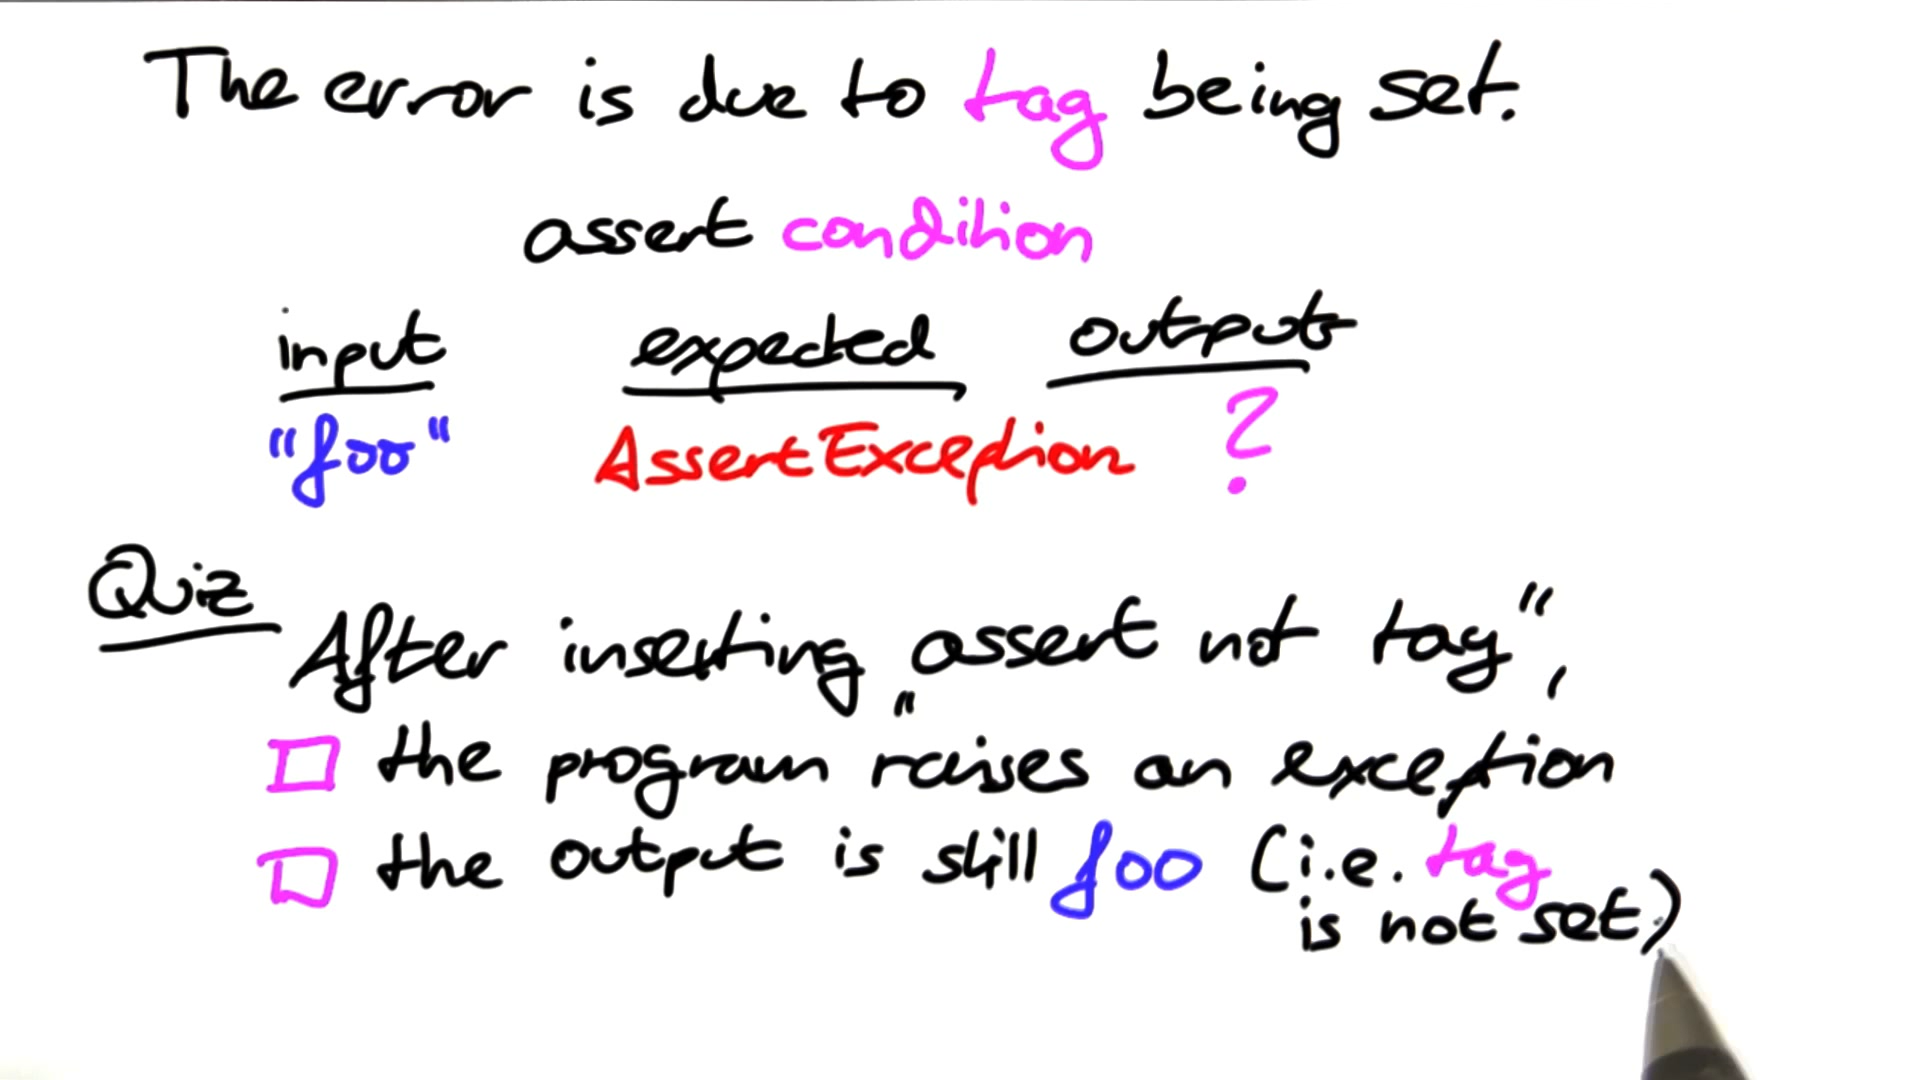 The error is due to tag being set.
assert condition
input expected output
"foo" AssertException ?
Quiz
After inserting „assert not tag“,
the program raises an exception
the output is still foo (i.e. tag
is not set)